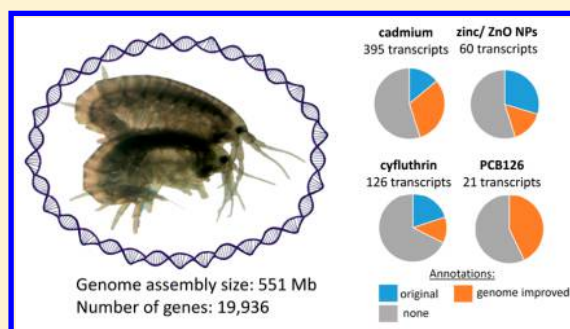 cadmium
395 transcripts
zinc/ ZnO NPs
60 transcripts
cyfluthrin
126 transcripts
PCB126
21 transcripts
Genome assembly size: 551 Mb
Number of genes: 19,936
Annotations:
original
genome improved
none